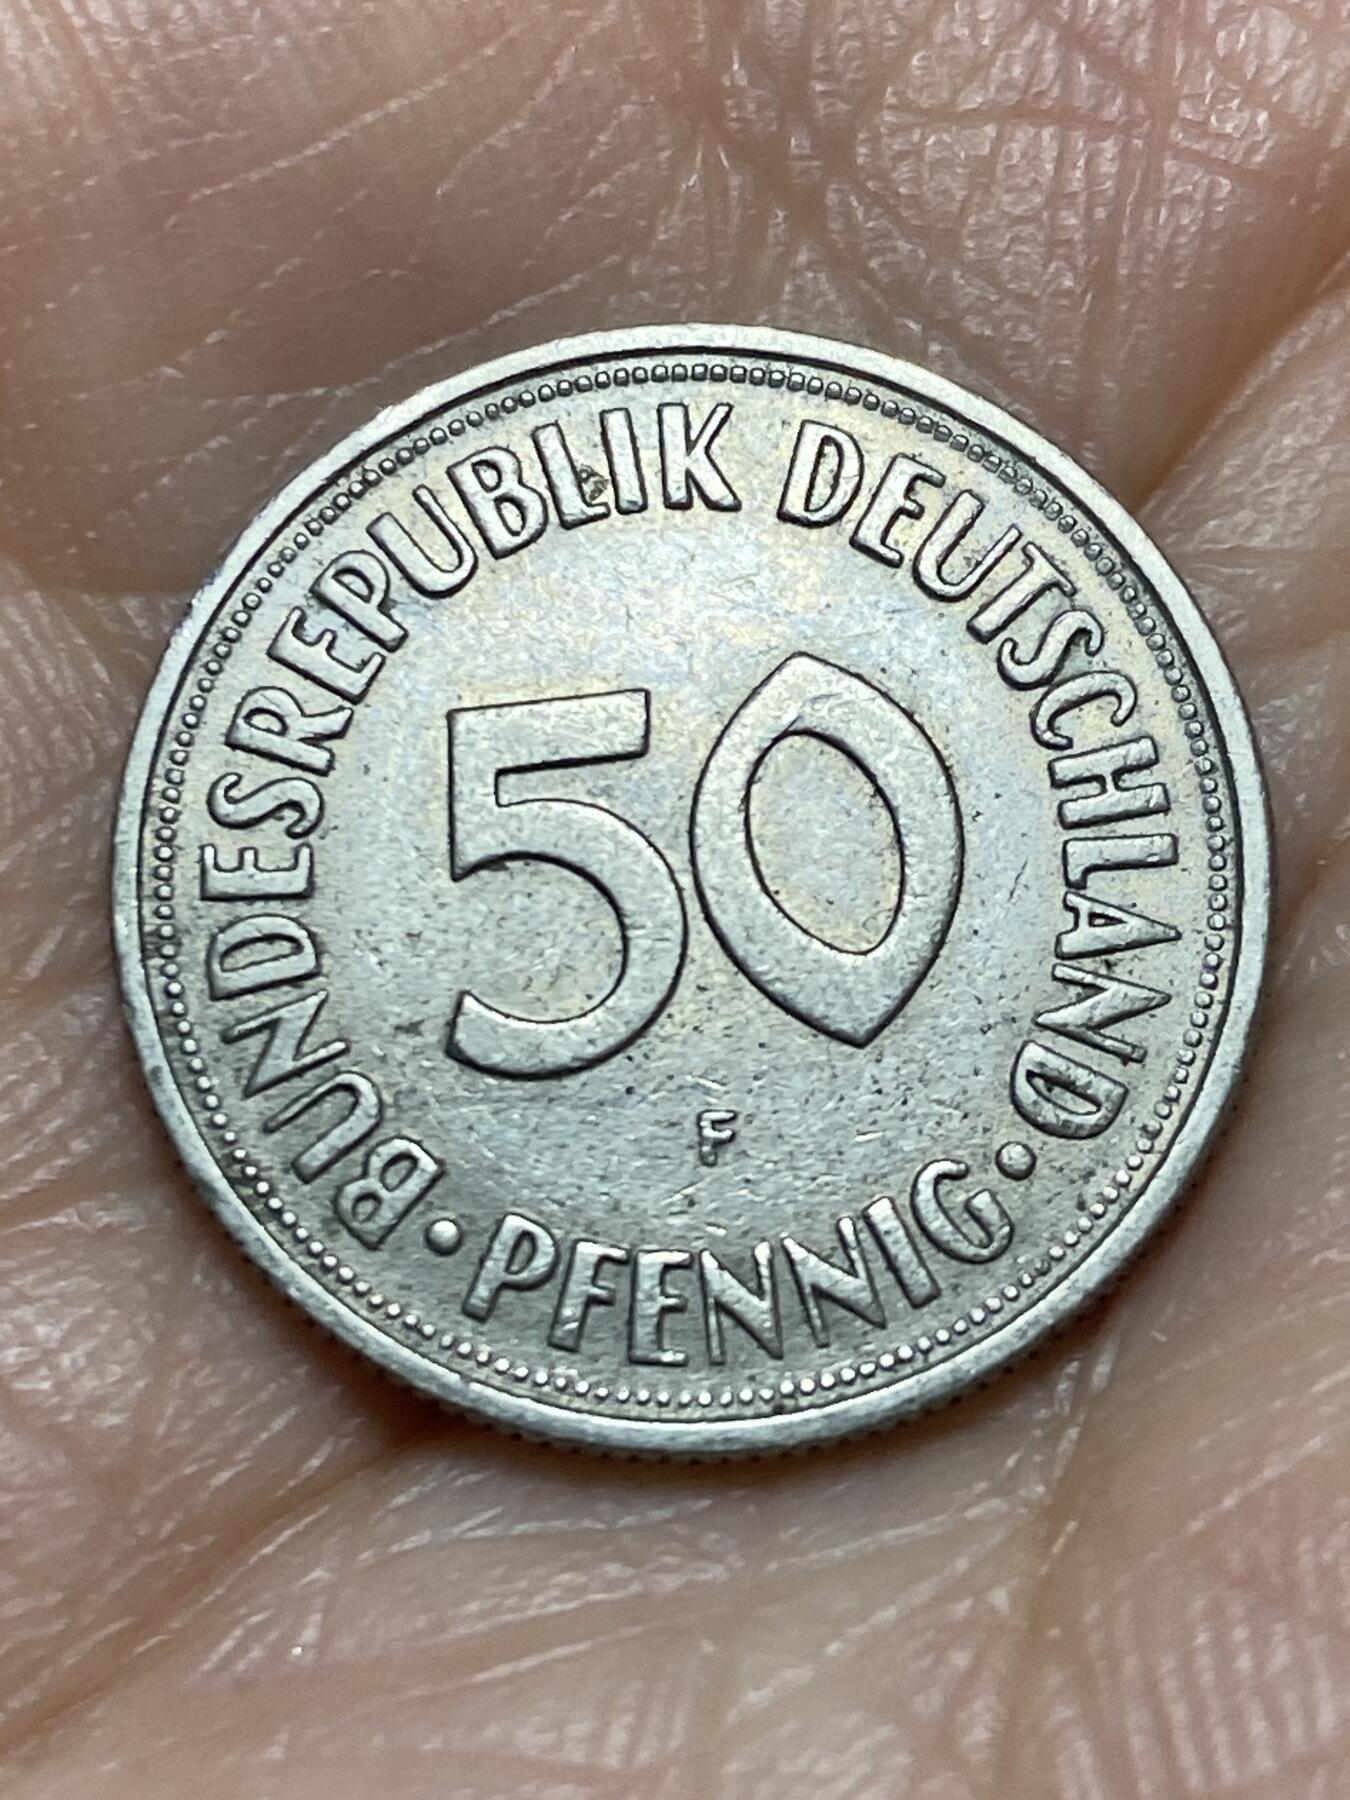 BUNDESREPUBLIK DEUTSCHLAND
50
F
• PFENNIG •